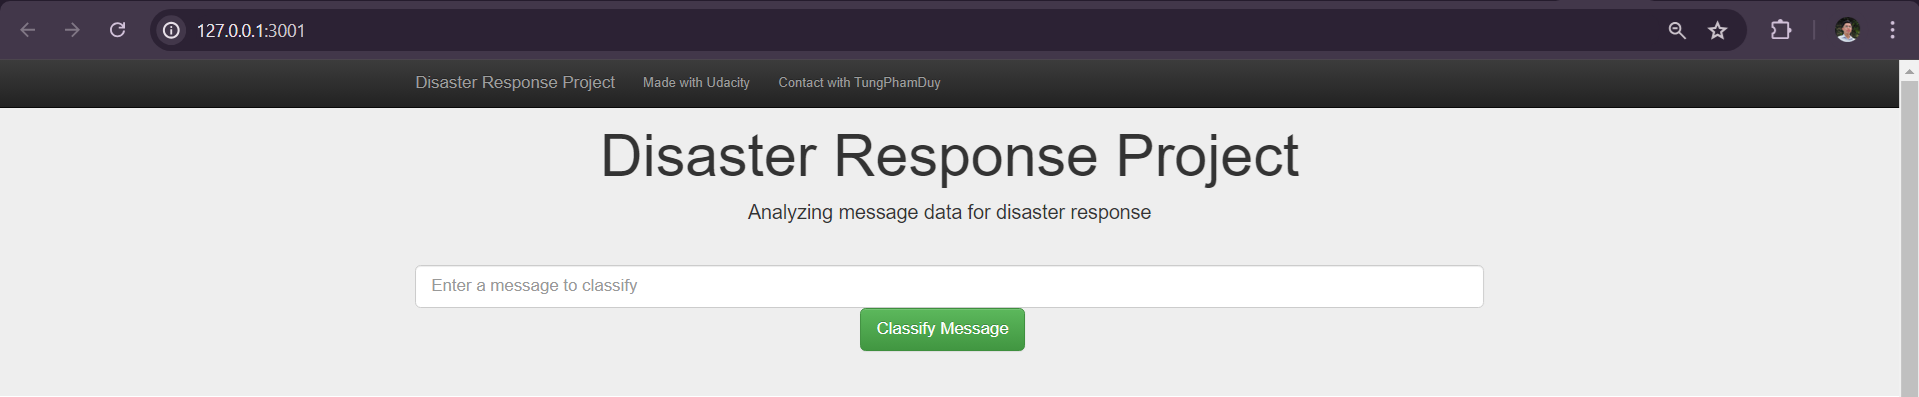 127.0.0.1:3001
Disaster Response Project Made with Udacity Contact with TungPhamDuy
Disaster Response Project
Analyzing message data for disaster response
Enter a message to classify
Classify Message